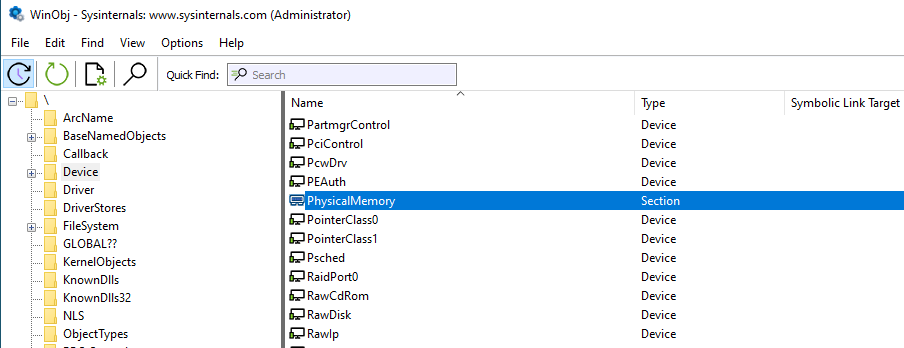 WinObj - Sysinternals: www.sysinternals.com (Administrator)
File Edit Find View Options Help
Quick Find: Search
\
ArcName
BaseNamedObjects
Callback
Device
Driver
DriverStores
FileSystem
GLOBAL??
KernelObjects
KnownDlls
KnownDlls32
NLS
ObjectTypes
Name Type Symbolic Link Target
PartmgrControl Device
PciControl Device
PcwDrv Device
PEAuth Device
PhysicalMemory Section
PointerClass0 Device
PointerClass1 Device
Psched Device
RaidPort0 Device
RawCdRom Device
RawDisk Device
RawIp Device